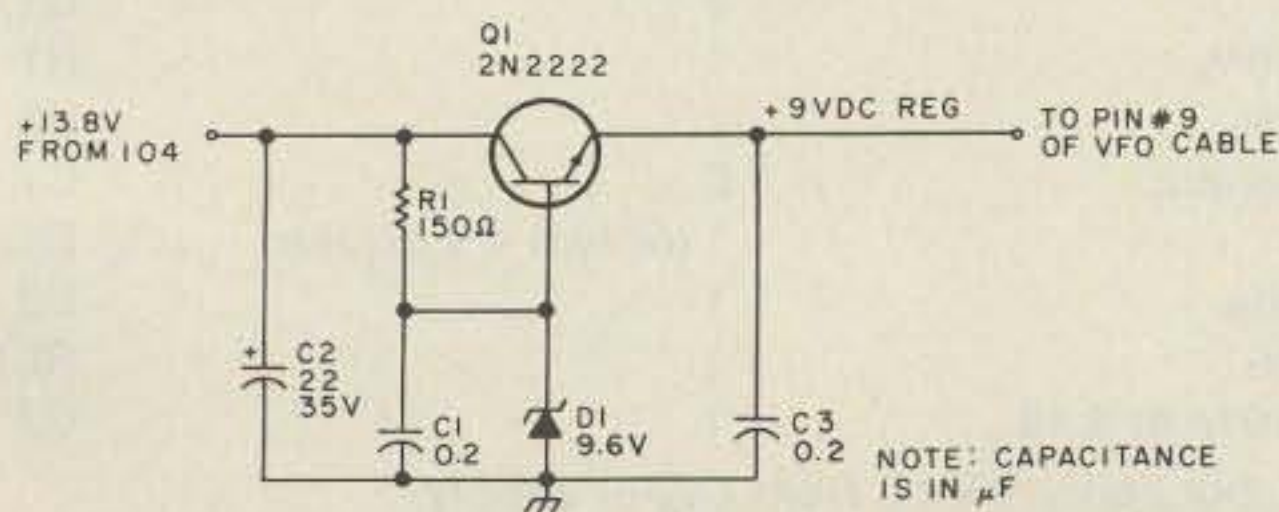 Q1
2N2222
+13.8V
FROM 104
+9VDC REG
TO PIN #9
OF VFO CABLE
R1
150Ω
+
C2
22
35V
C1
0.2
D1
9.6V
C3
0.2
NOTE: CAPACITANCE
IS IN μF